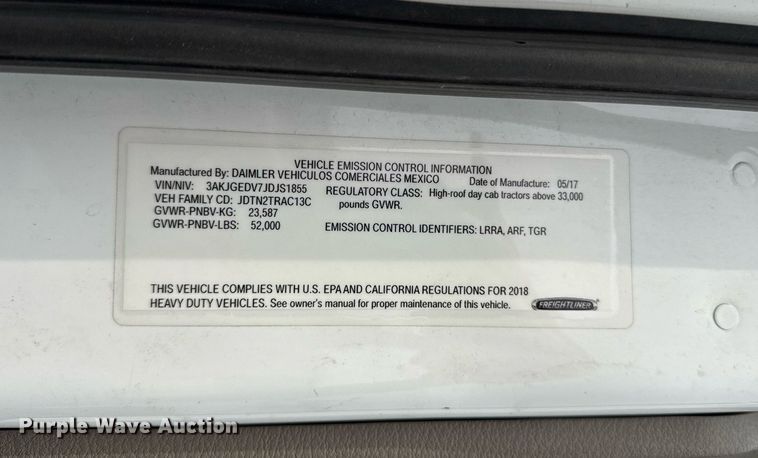 VEHICLE EMISSION CONTROL INFORMATION
Manufactured By: DAIMLER VEHICULOS COMERCIALES MEXICO Date of Manufacture: 05/17
VIN/NIV: 3AKJGEDV7JDJS1855 REGULATORY CLASS: High-roof day cab tractors above 33,000
VEH FAMILY CD: JDTN2TRAC13C pounds GVWR.
GVWR-PNBV-KG: 23,587
GVWR-PNBV-LBS: 52,000 EMISSION CONTROL IDENTIFIERS: LRRA, ARF, TGR
THIS VEHICLE COMPLIES WITH U.S. EPA AND CALIFORNIA REGULATIONS FOR 2018
HEAVY DUTY VEHICLES. See owner's manual for proper maintenance of this vehicle. FREIGHTLINER
Purple Wave Auction